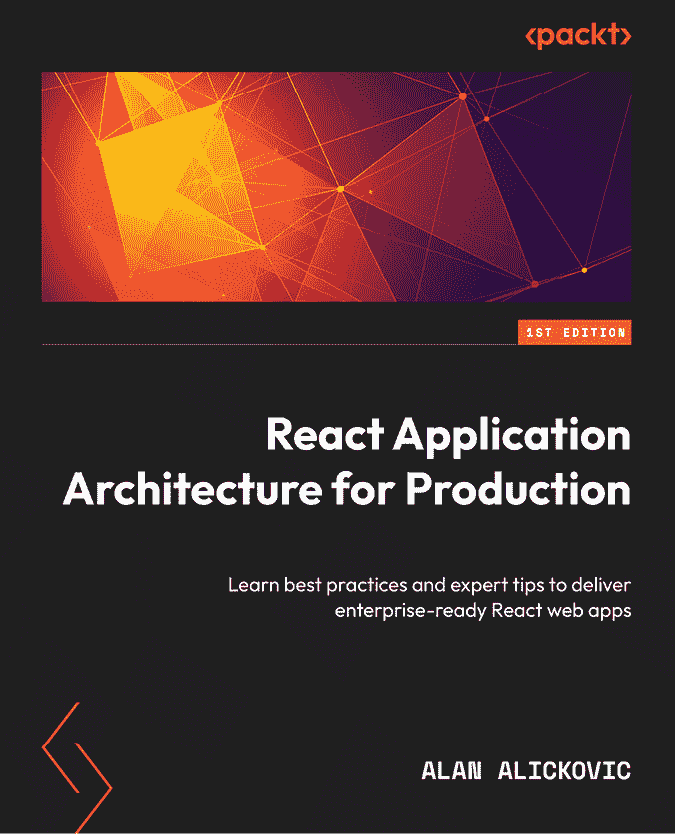 <packt>
1ST EDITION
React Application
Architecture for Production
Learn best practices and expert tips to deliver
enterprise-ready React web apps
ALAN ALICKOVIC